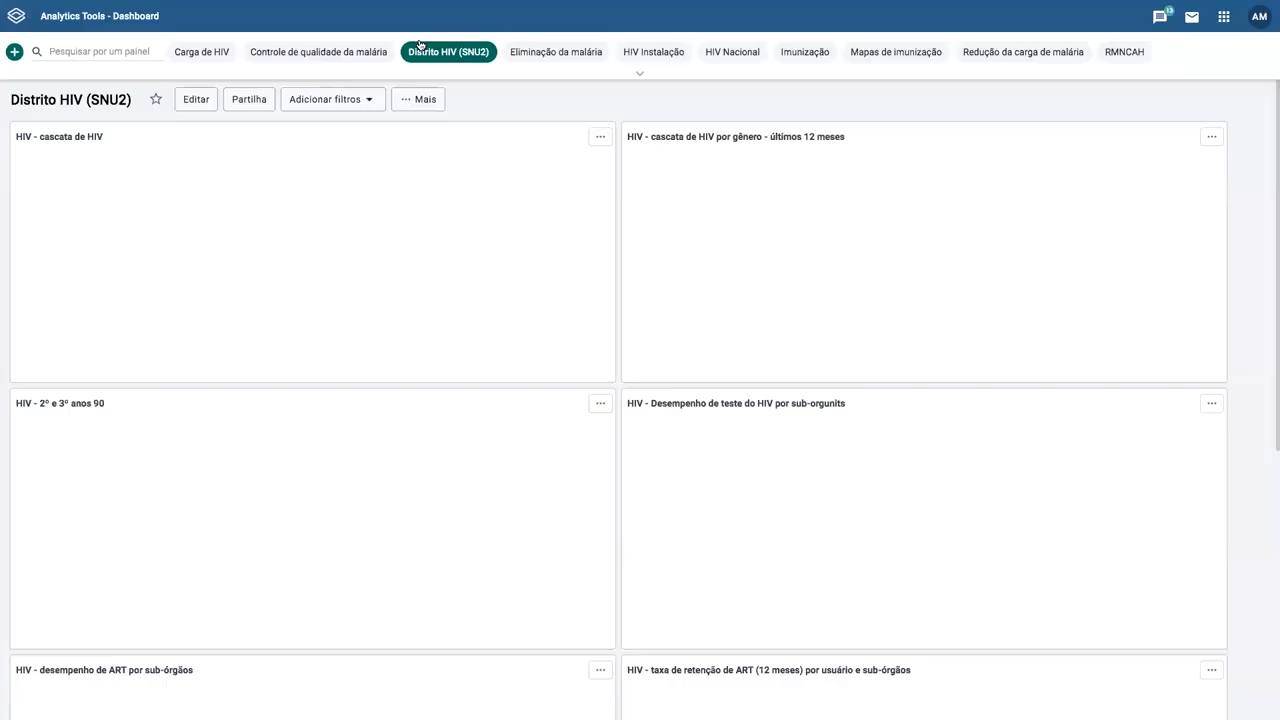 Analytics Tools - Dashboard
13
AM
Pesquisar por um painel
Carga de HIV
Controle de qualidade da malária
Distrito HIV (SNU2)
Eliminação da malária
HIV Instalação
HIV Nacional
Imunização
Mapas de imunização
Redução da carga de malária
RMNCAH
Distrito HIV (SNU2)
Editar
Partilha
Adicionar filtros
Mais
HIV - cascata de HIV
HIV - cascata de HIV por gênero - últimos 12 meses
HIV - 2º e 3º anos 90
HIV - Desempenho de teste do HIV por sub-orgunits
HIV - desempenho de ART por sub-órgãos
HIV - taxa de retenção de ART (12 meses) por usuário e sub-órgãos